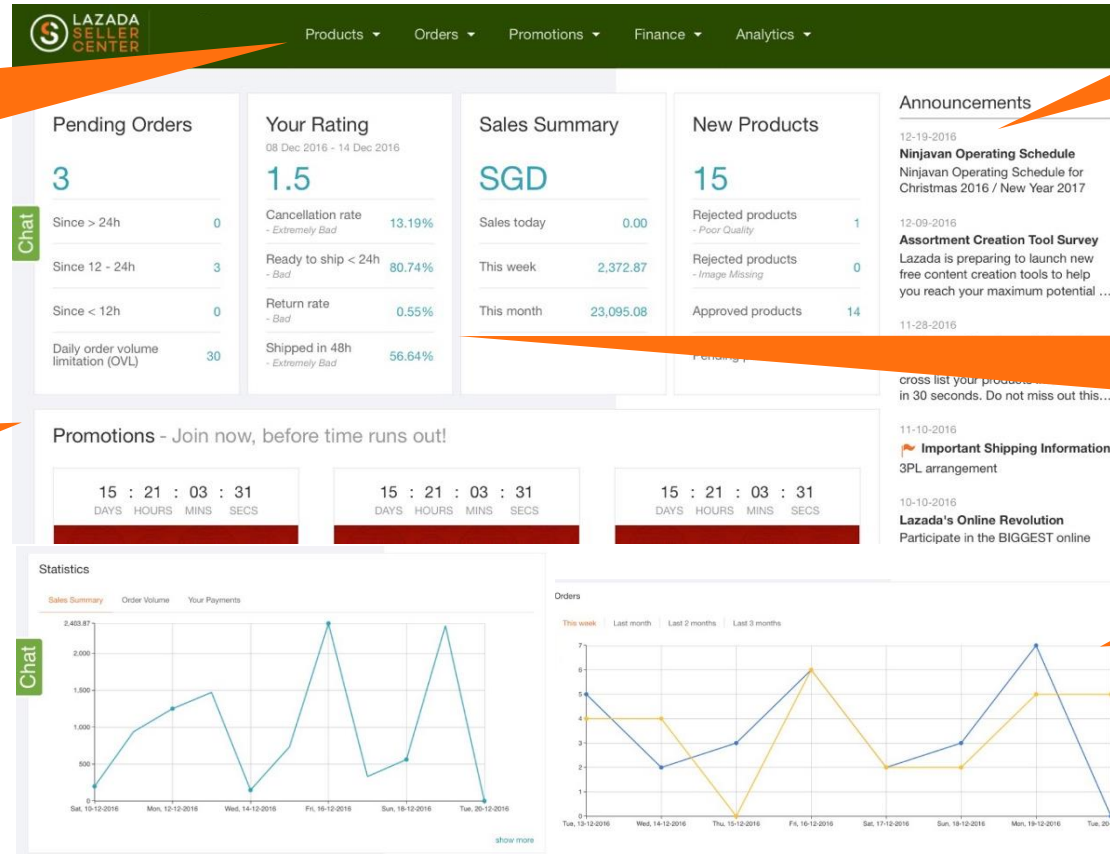 LAZADA
SELLER
CENTER
Products Orders Promotions Finance Analytics
Pending Orders
3
Since > 24h 0
Since 12 - 24h 3
Since < 12h 0
Daily order volume
limitation (OVL) 30
Your Rating
08 Dec 2016 - 14 Dec 2016
1.5
Cancellation rate 13.19%
- Extremely Bad
Ready to ship < 24h 80.74%
- Bad
Return rate 0.55%
- Bad
Shipped in 48h 56.64%
- Extremely Bad
Sales Summary
SGD
Sales today 0.00
This week 2,372.87
This month 23,095.08
New Products
15
Rejected products 1
- Poor Quality
Rejected products 0
- Image Missing
Approved products 14
Announcements
12-19-2016
Ninjavan Operating Schedule
Ninjavan Operating Schedule for
Christmas 2016 / New Year 2017
12-09-2016
Assortment Creation Tool Survey
Lazada is preparing to launch new
free content creation tools to help
you reach your maximum potential ...
11-28-2016
cross list your products
in 30 seconds. Do not miss out this...
11-10-2016
Important Shipping Information
3PL arrangement
10-10-2016
Lazada's Online Revolution
Participate in the BIGGEST online
Chat
Promotions - Join now, before time runs out!
15 : 21 : 03 : 31
DAYS HOURS MINS SECS
15 : 21 : 03 : 31
DAYS HOURS MINS SECS
15 : 21 : 03 : 31
DAYS HOURS MINS SECS
Statistics
Sales Summary Order Volume Your Payments
2,403.87
2,000
1,500
1,000
500
0
Mon, 12-12-2016 Wed, 14-12-2016 Fri, 16-12-2016 Sun, 18-12-2016 Tue, 20-12-2016
show more
Chat
Orders
This week Last month Last 2 months Last 3 months
7
6
5
4
3
2
1
0
Tue, 13-12-2016 Wed, 14-12-2016 Thu, 15-12-2016 Fri, 16-12-2016 Sat, 17-12-2016 Sun, 18-12-2016 Mon, 19-12-2016 Tue, 20